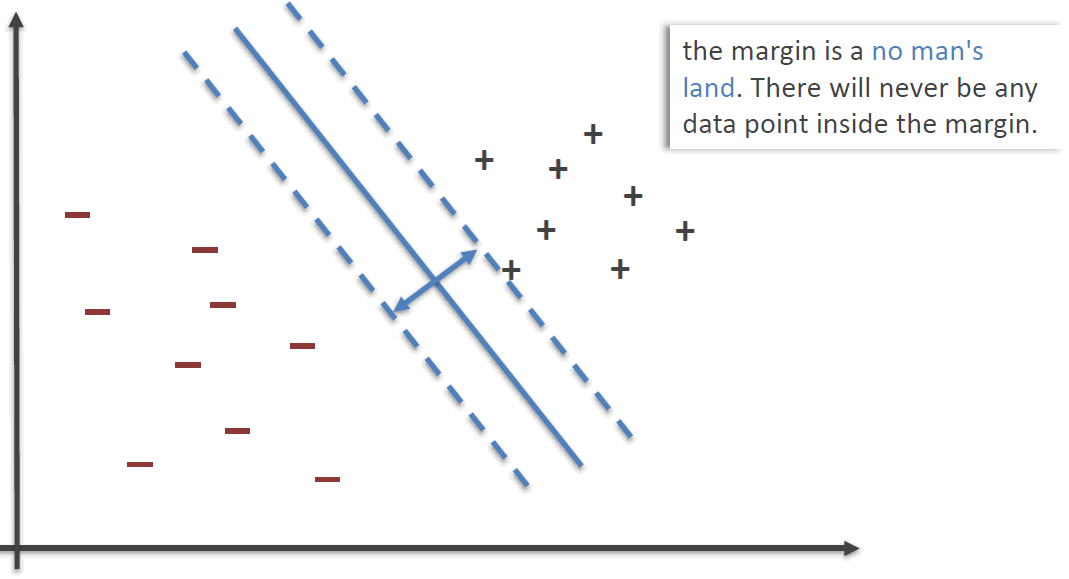 the margin is a no man's
land. There will never be any
data point inside the margin.